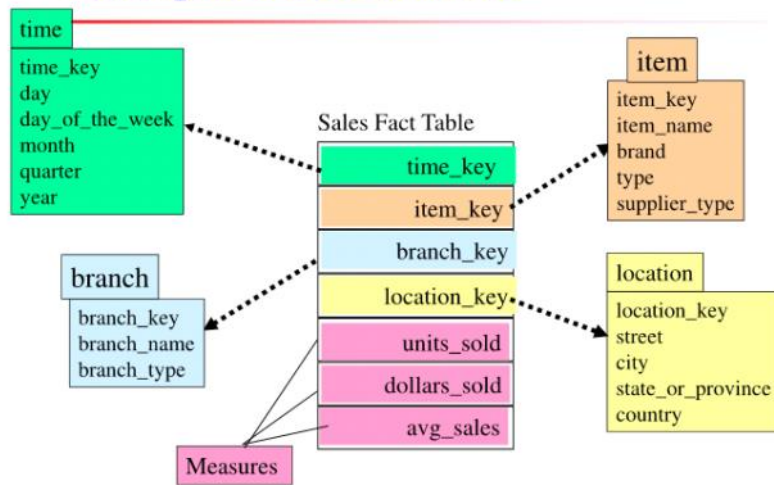 time
time_key
day
day_of_the_week
month
quarter
year
item
item_key
item_name
brand
type
supplier_type
Sales Fact Table
time_key
item_key
branch_key
location_key
units_sold
dollars_sold
avg_sales
branch
branch_key
branch_name
branch_type
location
location_key
street
city
state_or_province
country
Measures